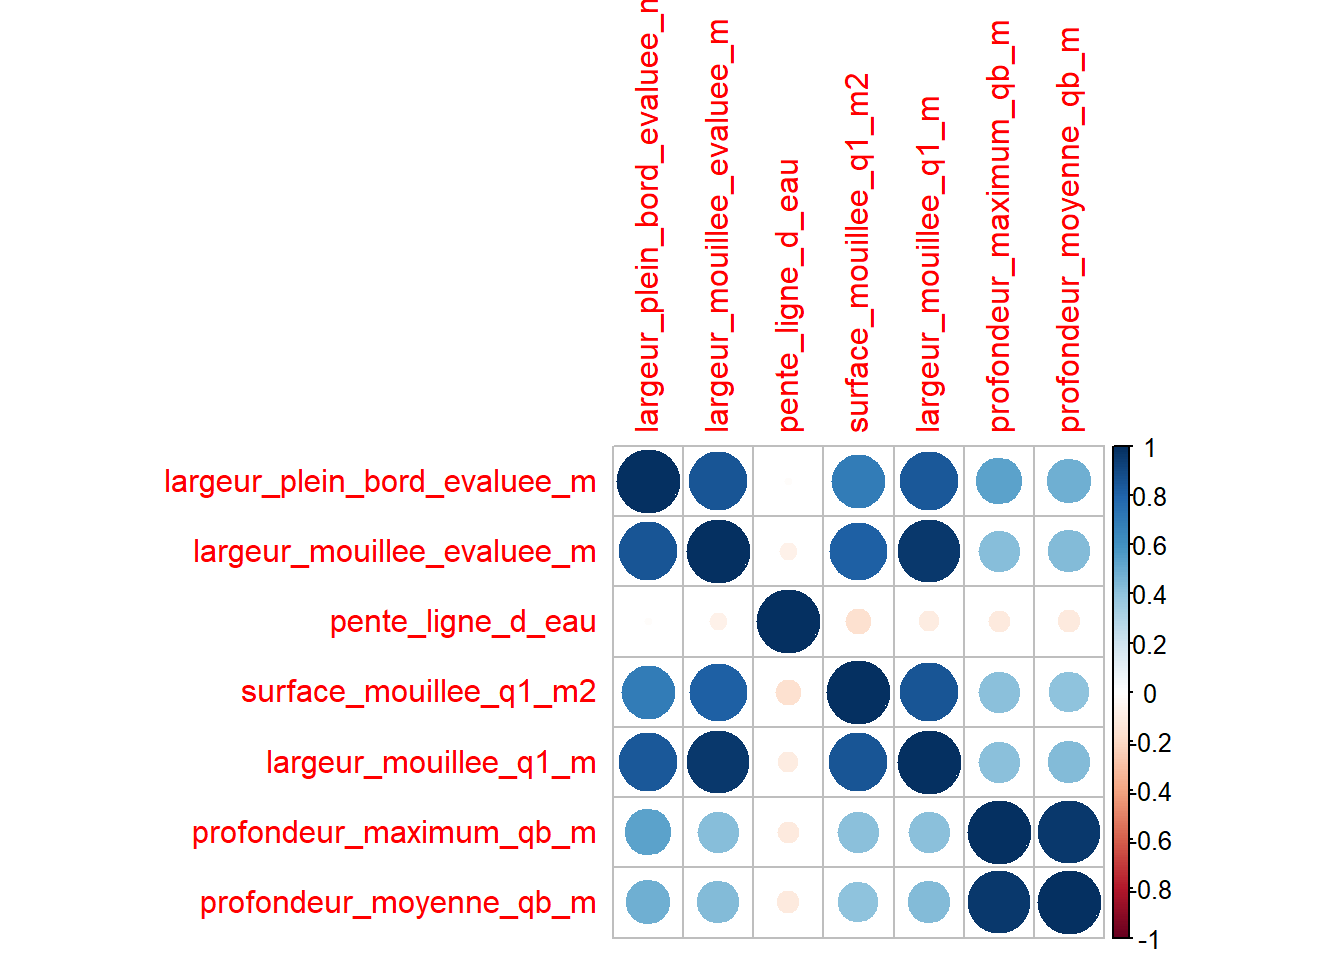 largeur_plein_bord_evaluee_m
largeur_mouillee_evaluee_m
pente_ligne_d_eau
surface_mouillee_q1_m2
largeur_mouillee_q1_m
profondeur_maximum_qb_m
profondeur_moyenne_qb_m
largeur_plein_bord_evaluee_m
largeur_mouillee_evaluee_m
pente_ligne_d_eau
surface_mouillee_q1_m2
largeur_mouillee_q1_m
profondeur_maximum_qb_m
profondeur_moyenne_qb_m
1
0.8
0.6
0.4
0.2
0
-0.2
-0.4
-0.6
-0.8
-1